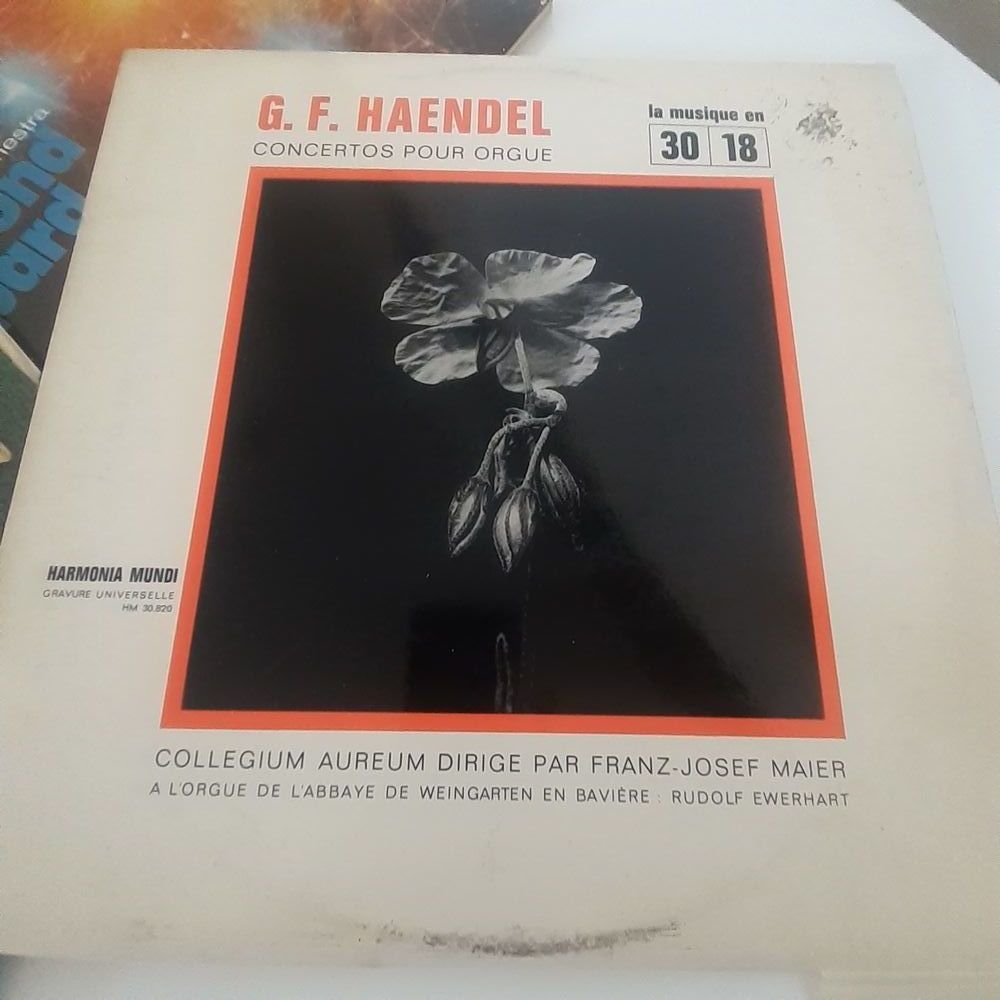 G. F. HAENDEL
CONCERTOS POUR ORGUE
la musique en
30 18
HARMONIA MUNDI
GRAVURE UNIVERSELLE
HM 30.820
COLLEGIUM AUREUM DIRIGE PAR FRANZ-JOSEF MAIER
A L'ORGUE DE L'ABBAYE DE WEINGARTEN EN BAVIÈRE : RUDOLF EWERHART